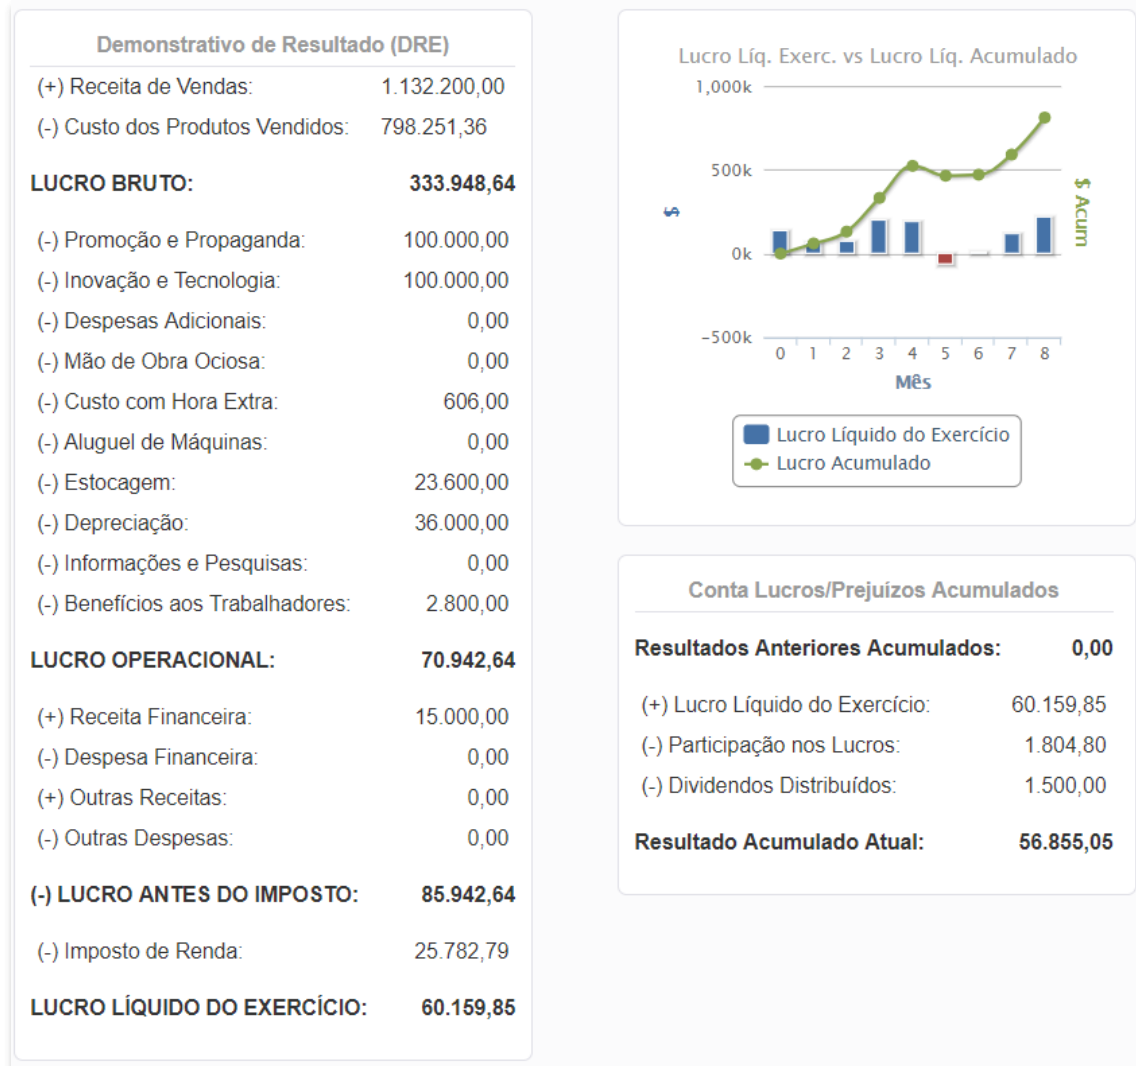 Demonstrativo de Resultado (DRE)
(+) Receita de Vendas: 1.132.200,00
(-) Custo dos Produtos Vendidos: 798.251,36
LUCRO BRUTO: 333.948,64
(-) Promoção e Propaganda: 100.000,00
(-) Inovação e Tecnologia: 100.000,00
(-) Despesas Adicionais: 0,00
(-) Mão de Obra Ociosa: 0,00
(-) Custo com Hora Extra: 606,00
(-) Aluguel de Máquinas: 0,00
(-) Estocagem: 23.600,00
(-) Depreciação: 36.000,00
(-) Informações e Pesquisas: 0,00
(-) Benefícios aos Trabalhadores: 2.800,00
LUCRO OPERACIONAL: 70.942,64
(+) Receita Financeira: 15.000,00
(-) Despesa Financeira: 0,00
(+) Outras Receitas: 0,00
(-) Outras Despesas: 0,00
(-) LUCRO ANTES DO IMPOSTO: 85.942,64
(-) Imposto de Renda: 25.782,79
LUCRO LÍQUIDO DO EXERCÍCIO: 60.159,85
Lucro Líq. Exerc. vs Lucro Líq. Acumulado
1,000k
500k
0k
-500k
$
$ Acum
0 1 2 3 4 5 6 7 8
Mês
Lucro Líquido do Exercício
Lucro Acumulado
Conta Lucros/Prejuízos Acumulados
Resultados Anteriores Acumulados: 0,00
(+) Lucro Líquido do Exercício: 60.159,85
(-) Participação nos Lucros: 1.804,80
(-) Dividendos Distribuídos: 1.500,00
Resultado Acumulado Atual: 56.855,05